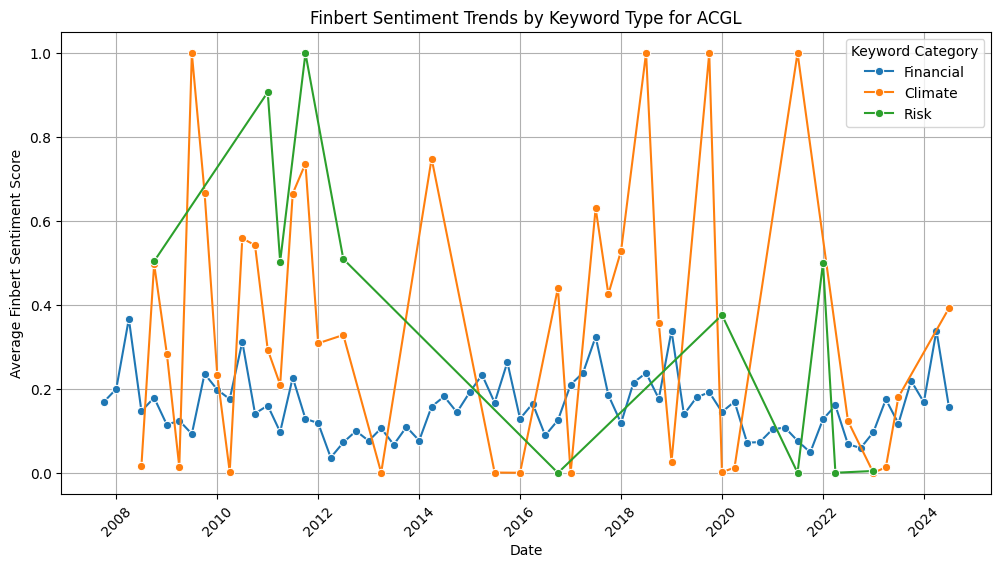 Finbert Sentiment Trends by Keyword Type for ACGL
Keyword Category
Financial
Climate
Risk
Average Finbert Sentiment Score
1.0
0.8
0.6
0.4
0.2
0.0
2008
2010
2012
2014
2016
2018
2020
2022
2024
Date